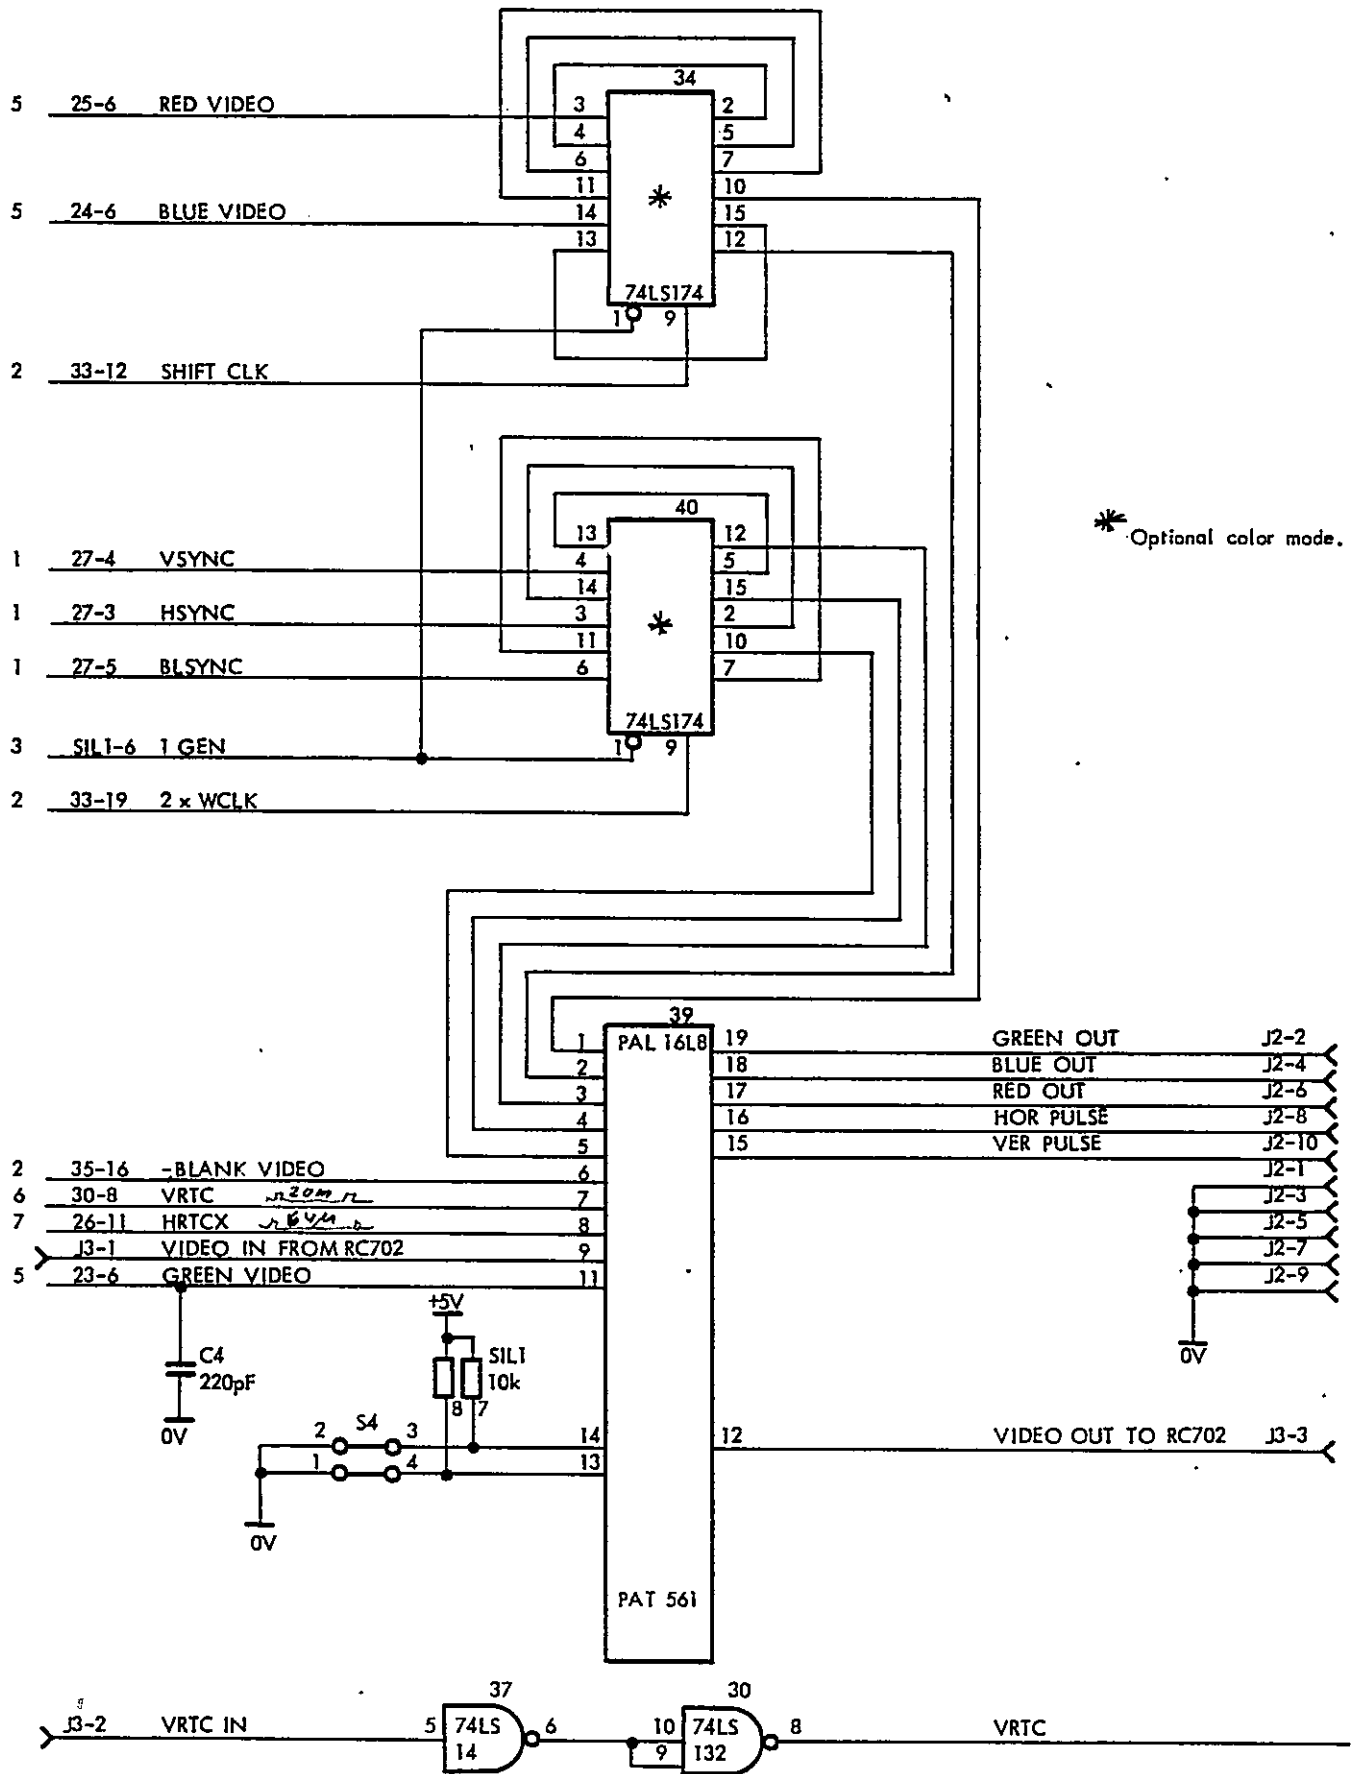 34
5 25-6 RED VIDEO 3 2
4 5
6 7
11 10
5 24-6 BLUE VIDEO 14 15
13 12
74LS174
1 9
2 33-12 SHIFT CLK
40
13 12
1 27-4 VSYNC 4 5
14 15
1 27-3 HSYNC 3 2
11 10
1 27-5 BLSYNC 6 7
74LS174
3 SIL1-6 1 GEN 1 9
2 33-19 2 x WCLK
* Optional color mode.
39
1 PAL 16L8 19 GREEN OUT J2-2
2 18 BLUE OUT J2-4
3 17 RED OUT J2-6
4 16 HOR PULSE J2-8
5 15 VER PULSE J2-10
2 35-16 -BLANK VIDEO 6 J2-1
6 30-8 VRTC 20m 7 J2-3
7 26-11 HRTCX 64µ 8 J2-5
J3-1 VIDEO IN FROM RC702 9 J2-7
5 23-6 GREEN VIDEO 11 J2-9
0V
+5V
C4
220pF
0V
SIL1
10k
8 7
2 S4 3 14 12 VIDEO OUT TO RC702 J3-3
1 4 13
0V
PAT 561
37 30
J3-2 VRTC IN 5 74LS 14 6 10 9 74LS 132 8 VRTC